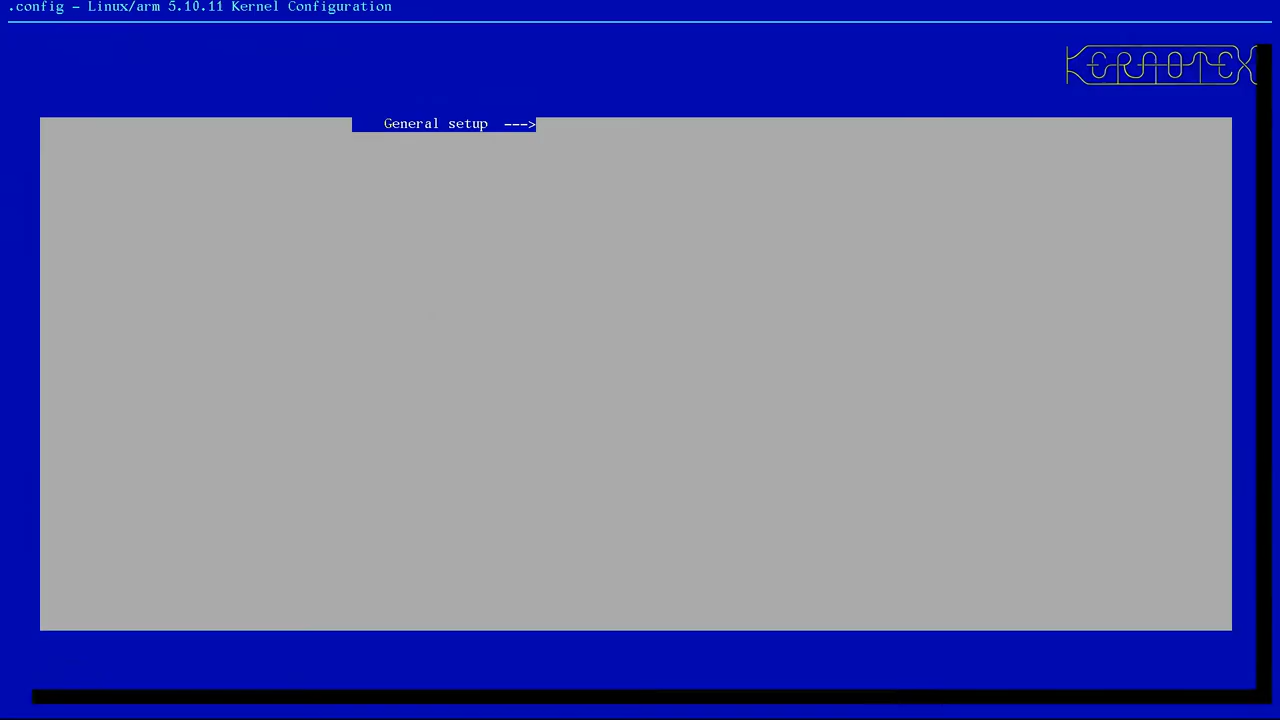 .config - Linux/arm 5.10.11 Kernel Configuration
KERNOTEX
General setup  --->